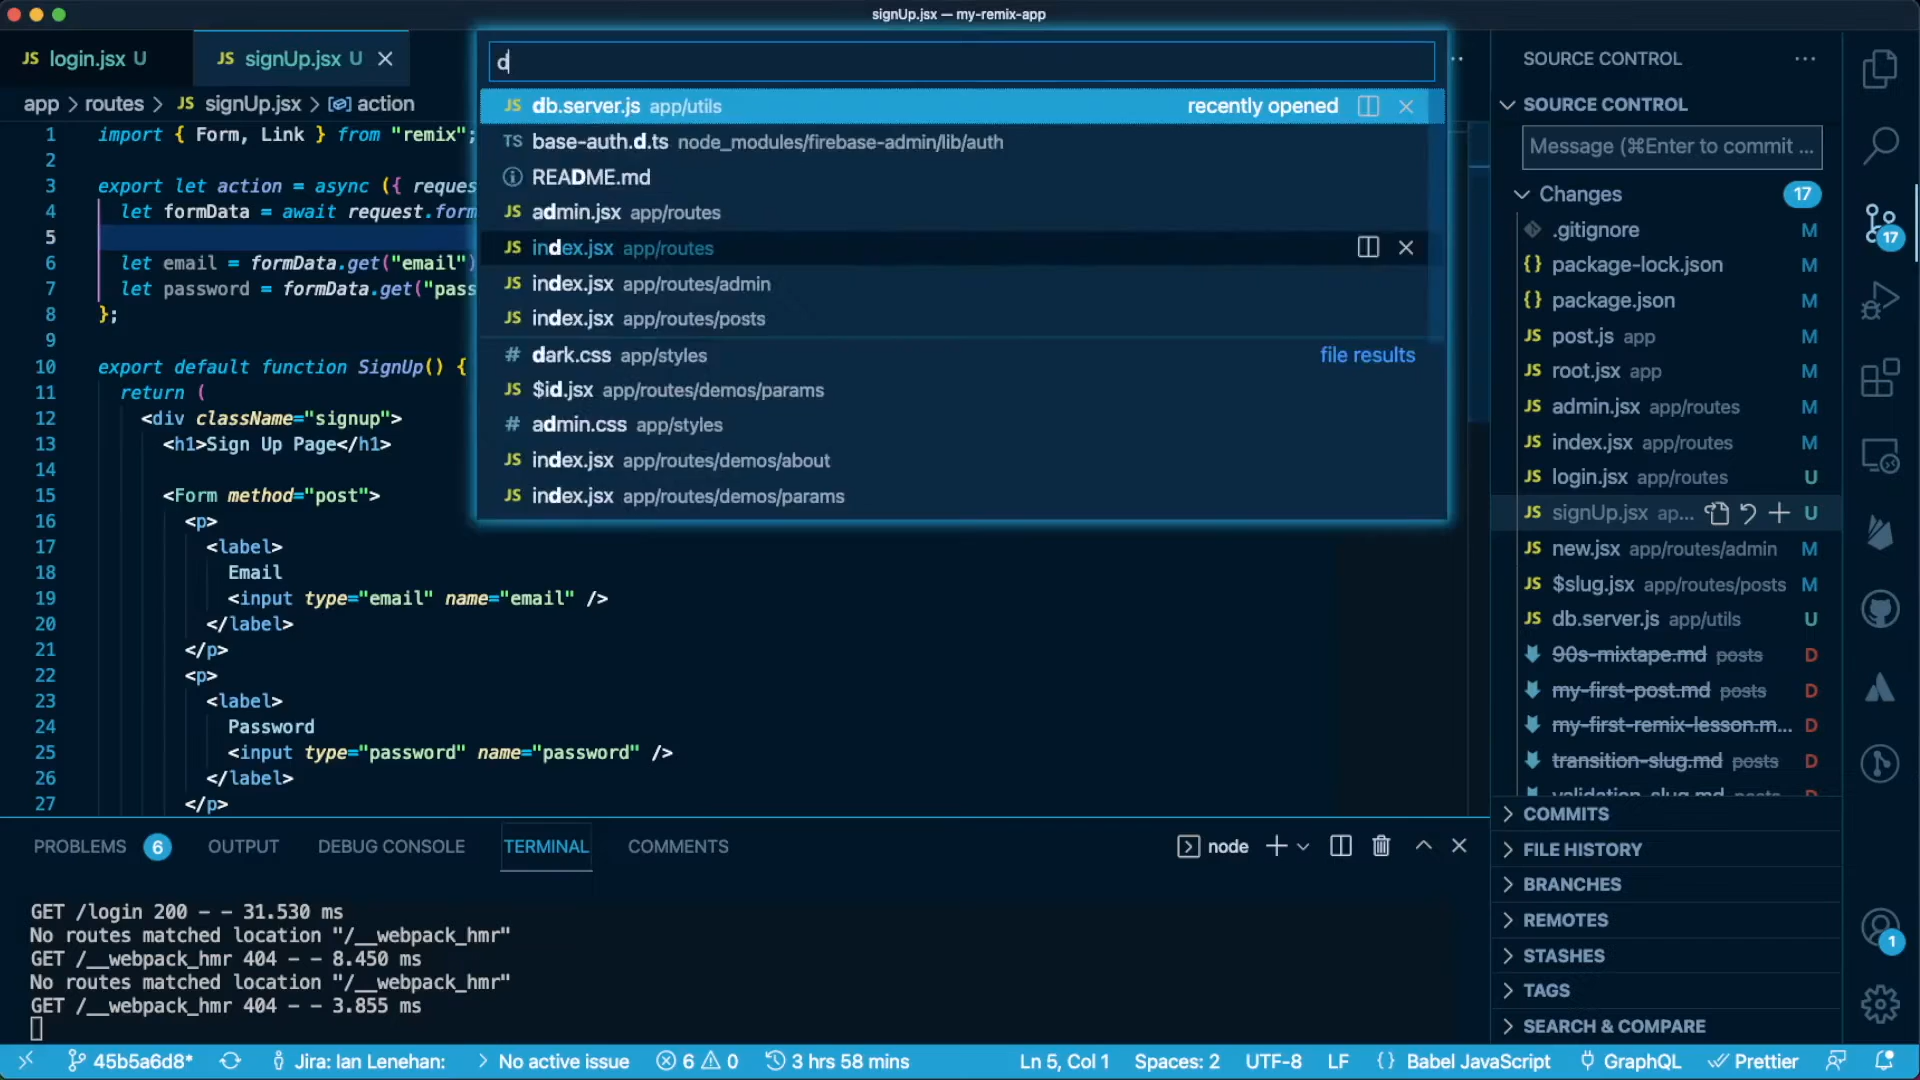 signUp.jsx — my-remix-app
JS login.jsx U
JS signUp.jsx U
app > routes > JS signUp.jsx > action
1 import { Form, Link } from "remix";
2
3 export let action = async ({ reques
4 let formData = await request.form
5
6 let email = formData.get("email")
7 let password = formData.get("pass
8 };
9
10 export default function SignUp() {
11 return (
12 <div className="signup">
13 <h1>Sign Up Page</h1>
14
15 <Form method="post">
16 <p>
17 <label>
18 Email
19 <input type="email" name="email" />
20 </label>
21 </p>
22 <p>
23 <label>
24 Password
25 <input type="password" name="password" />
26 </label>
27 </p>
d
JS db.server.js app/utils recently opened
TS base-auth.d.ts node_modules/firebase-admin/lib/auth
README.md
JS admin.jsx app/routes
JS index.jsx app/routes
JS index.jsx app/routes/admin
JS index.jsx app/routes/posts
# dark.css app/styles file results
JS $id.jsx app/routes/demos/params
# admin.css app/styles
JS index.jsx app/routes/demos/about
JS index.jsx app/routes/demos/params
SOURCE CONTROL
SOURCE CONTROL
Message (⌘Enter to commit ...
Changes 17
.gitignore M
{} package-lock.json M
{} package.json M
JS post.js app M
JS root.jsx app M
JS admin.jsx app/routes M
JS index.jsx app/routes M
JS login.jsx app/routes U
JS signUp.jsx ap... U
JS new.jsx app/routes/admin M
JS $slug.jsx app/routes/posts M
JS db.server.js app/utils U
90s-mixtape.md posts D
my-first-post.md posts D
my-first-remix-lesson.m... D
transition-slug.md posts D
validation-slug.md posts D
COMMITS
FILE HISTORY
BRANCHES
REMOTES
STASHES
TAGS
SEARCH & COMPARE
17
1
PROBLEMS 6 OUTPUT DEBUG CONSOLE TERMINAL COMMENTS
node
GET /login 200 - - 31.530 ms
No routes matched location "/__webpack_hmr"
GET /__webpack_hmr 404 - - 8.450 ms
No routes matched location "/__webpack_hmr"
GET /__webpack_hmr 404 - - 3.855 ms
45b5a6d8* Jira: Ian Lenehan: No active issue 6 0 3 hrs 58 mins Ln 5, Col 1 Spaces: 2 UTF-8 LF {} Babel JavaScript GraphQL Prettier